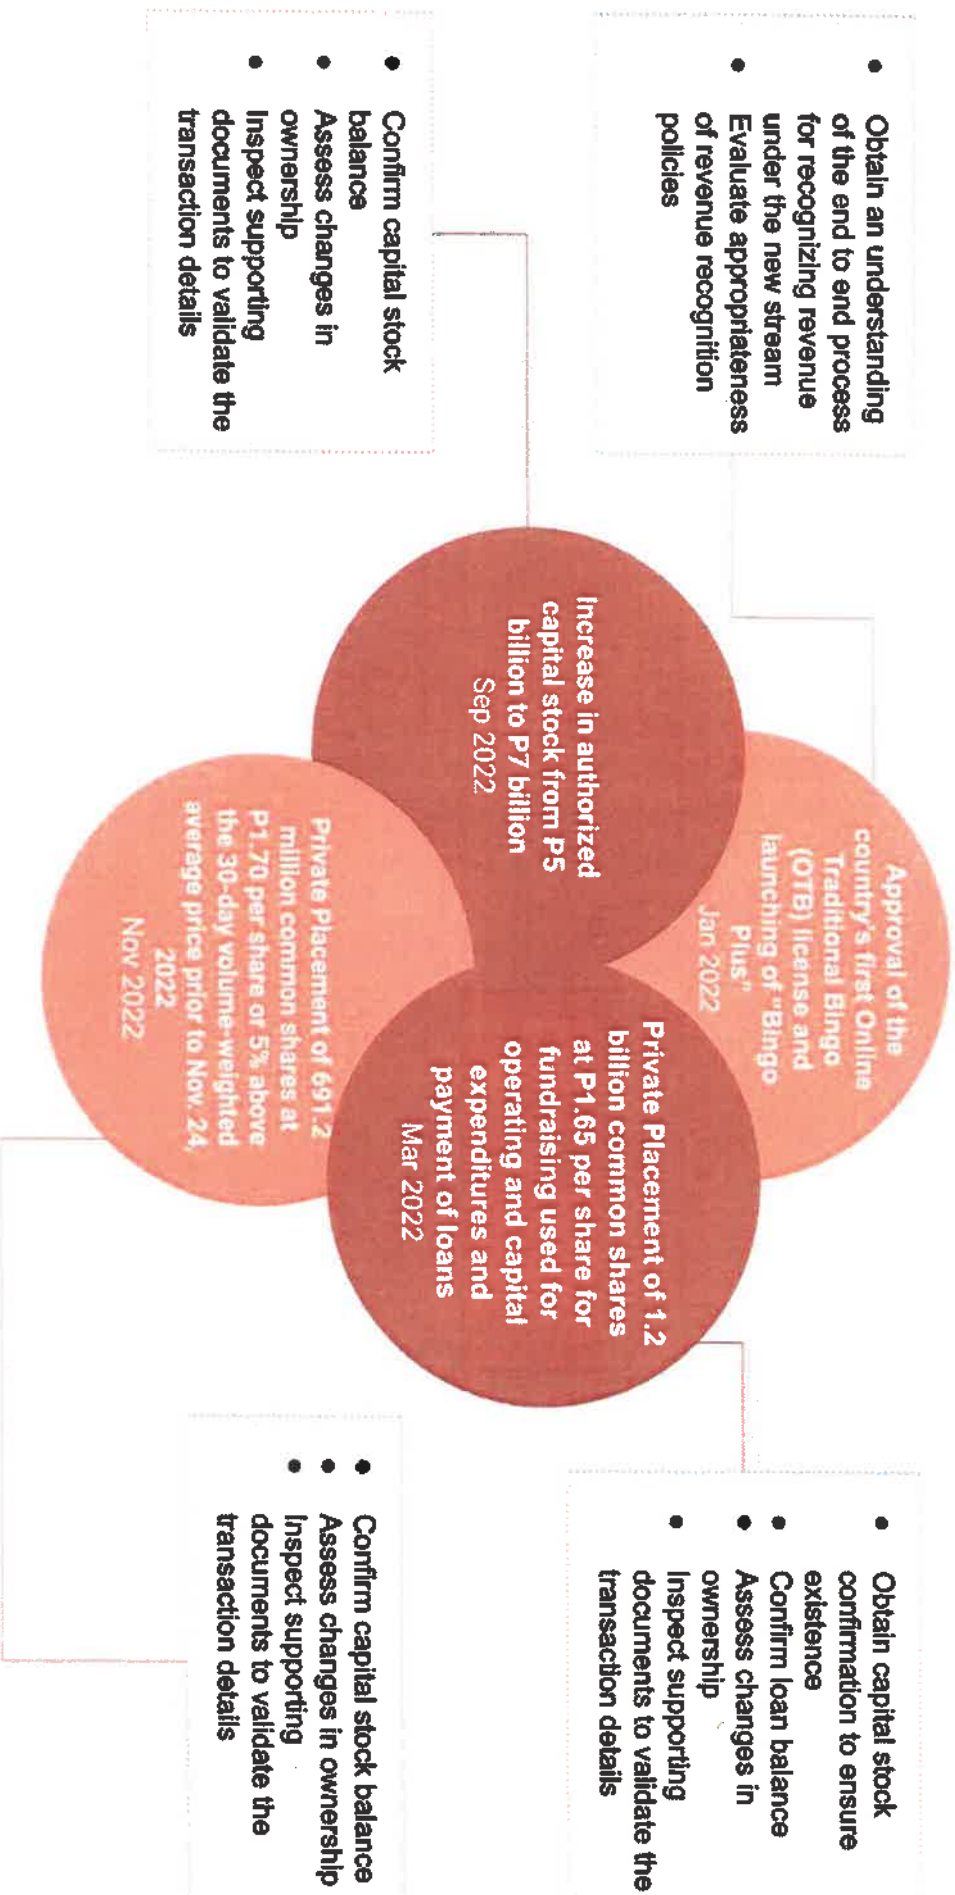 • Obtain an understanding
of the end to end process
for recognizing revenue
under the new stream
• Evaluate appropriateness
of revenue recognition
policies
• Confirm capital stock
balance
• Assess changes in
ownership
• Inspect supporting
documents to validate the
transaction details
Approval of the
country's first Online
Traditional Bingo
(OTB) license and
launching of "Bingo
Plus"
Jan 2022
Increase in authorized
capital stock from P5
billion to P7 billion
Sep 2022
Private Placement of 1.2
billion common shares
at P1.65 per share for
fundraising used for
operating and capital
expenditures and
payment of loans
Mar 2022
Private Placement of 691.2
million common shares at
P1.70 per share or 5% above
the 30-day volume-weighted
average price prior to Nov. 24,
2022
Nov 2022
• Obtain capital stock
confirmation to ensure
existence
• Confirm loan balance
• Assess changes in
ownership
• Inspect supporting
documents to validate the
transaction details
• Confirm capital stock balance
• Assess changes in ownership
• Inspect supporting
documents to validate the
transaction details